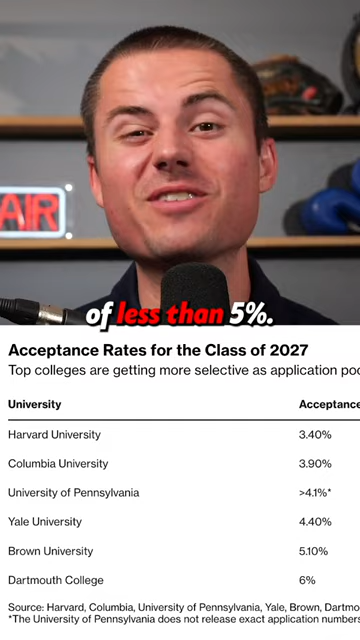 AIR
of less than 5%.
Acceptance Rates for the Class of 2027
Top colleges are getting more selective as application
University Acceptance
Harvard University 3.40%
Columbia University 3.90%
University of Pennsylvania >4.1%*
Yale University 4.40%
Brown University 5.10%
Dartmouth College 6%
Source: Harvard, Columbia, University of Pennsylvania, Yale, Brown,
*The University of Pennsylvania does not release exact application